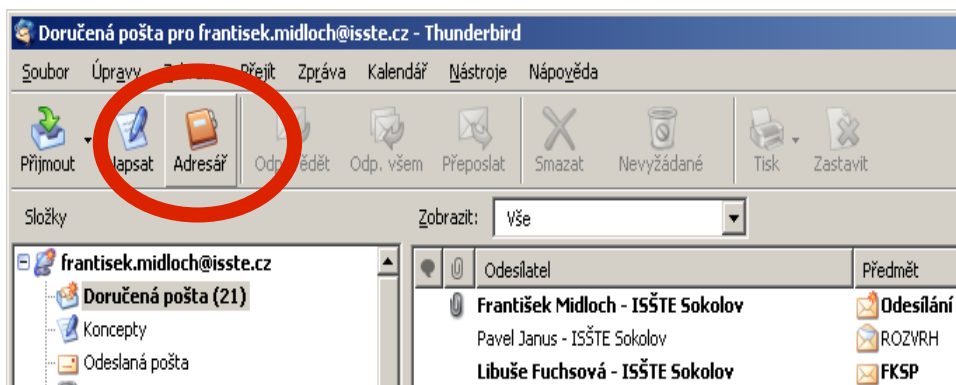 Doručená pošta pro frantisek.midloch@isste.cz - Thunderbird
Soubor Úpravy Přejít Zpráva Kalendář Nástroje Nápověda
Přijmout Napsat Adresář Odpovědět Odp. všem Přeposlat Smazat Nevyžádané Tisk Zastavit
Složky Zobrazit: Vše
frantisek.midloch@isste.cz Odesílatel Předmět
Doručená pošta (21) František Midloch - ISŠTE Sokolov Odesílání
Koncepty Pavel Janus - ISŠTE Sokolov ROZVRH
Odeslaná pošta Libuše Fuchsová - ISŠTE Sokolov FKSP